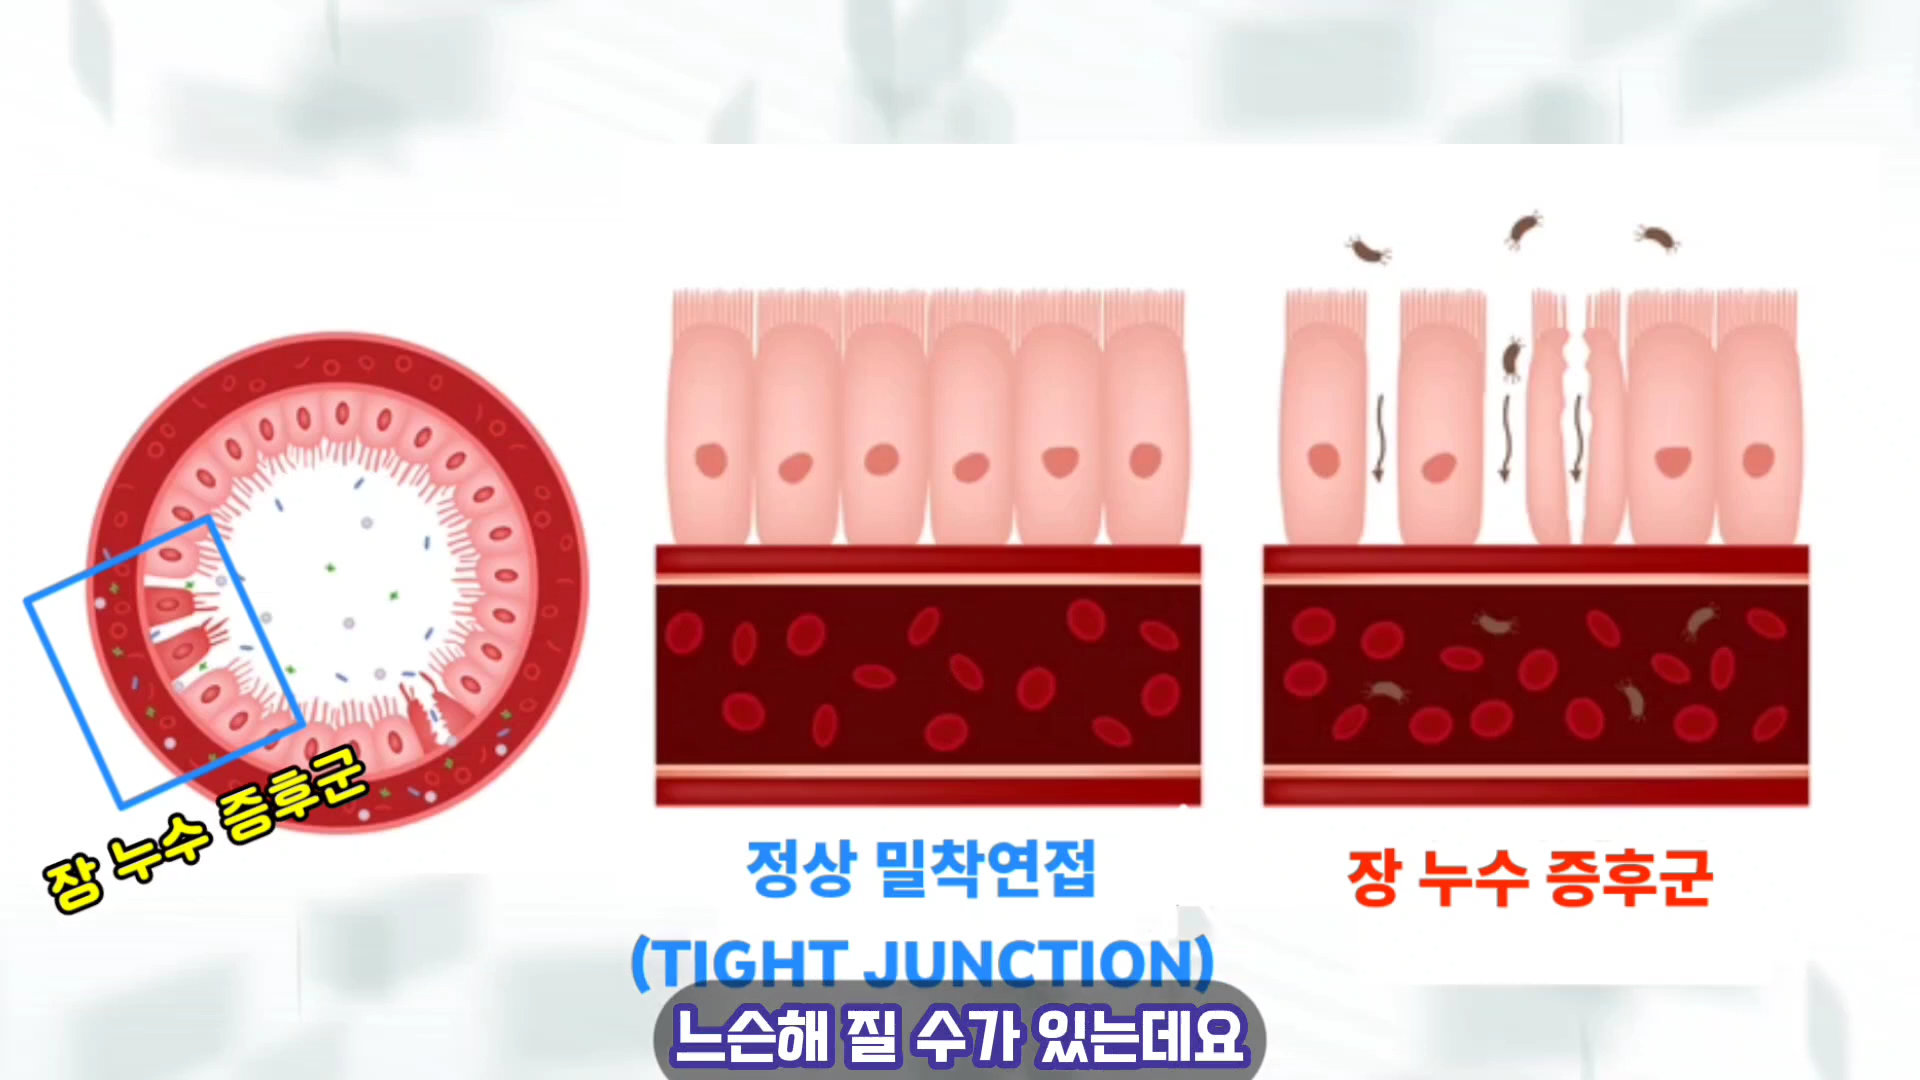 장 누수 증후군
정상 밀착연접
(TIGHT JUNCTION)
장 누수 증후군
느슨해 질 수가 있는데요